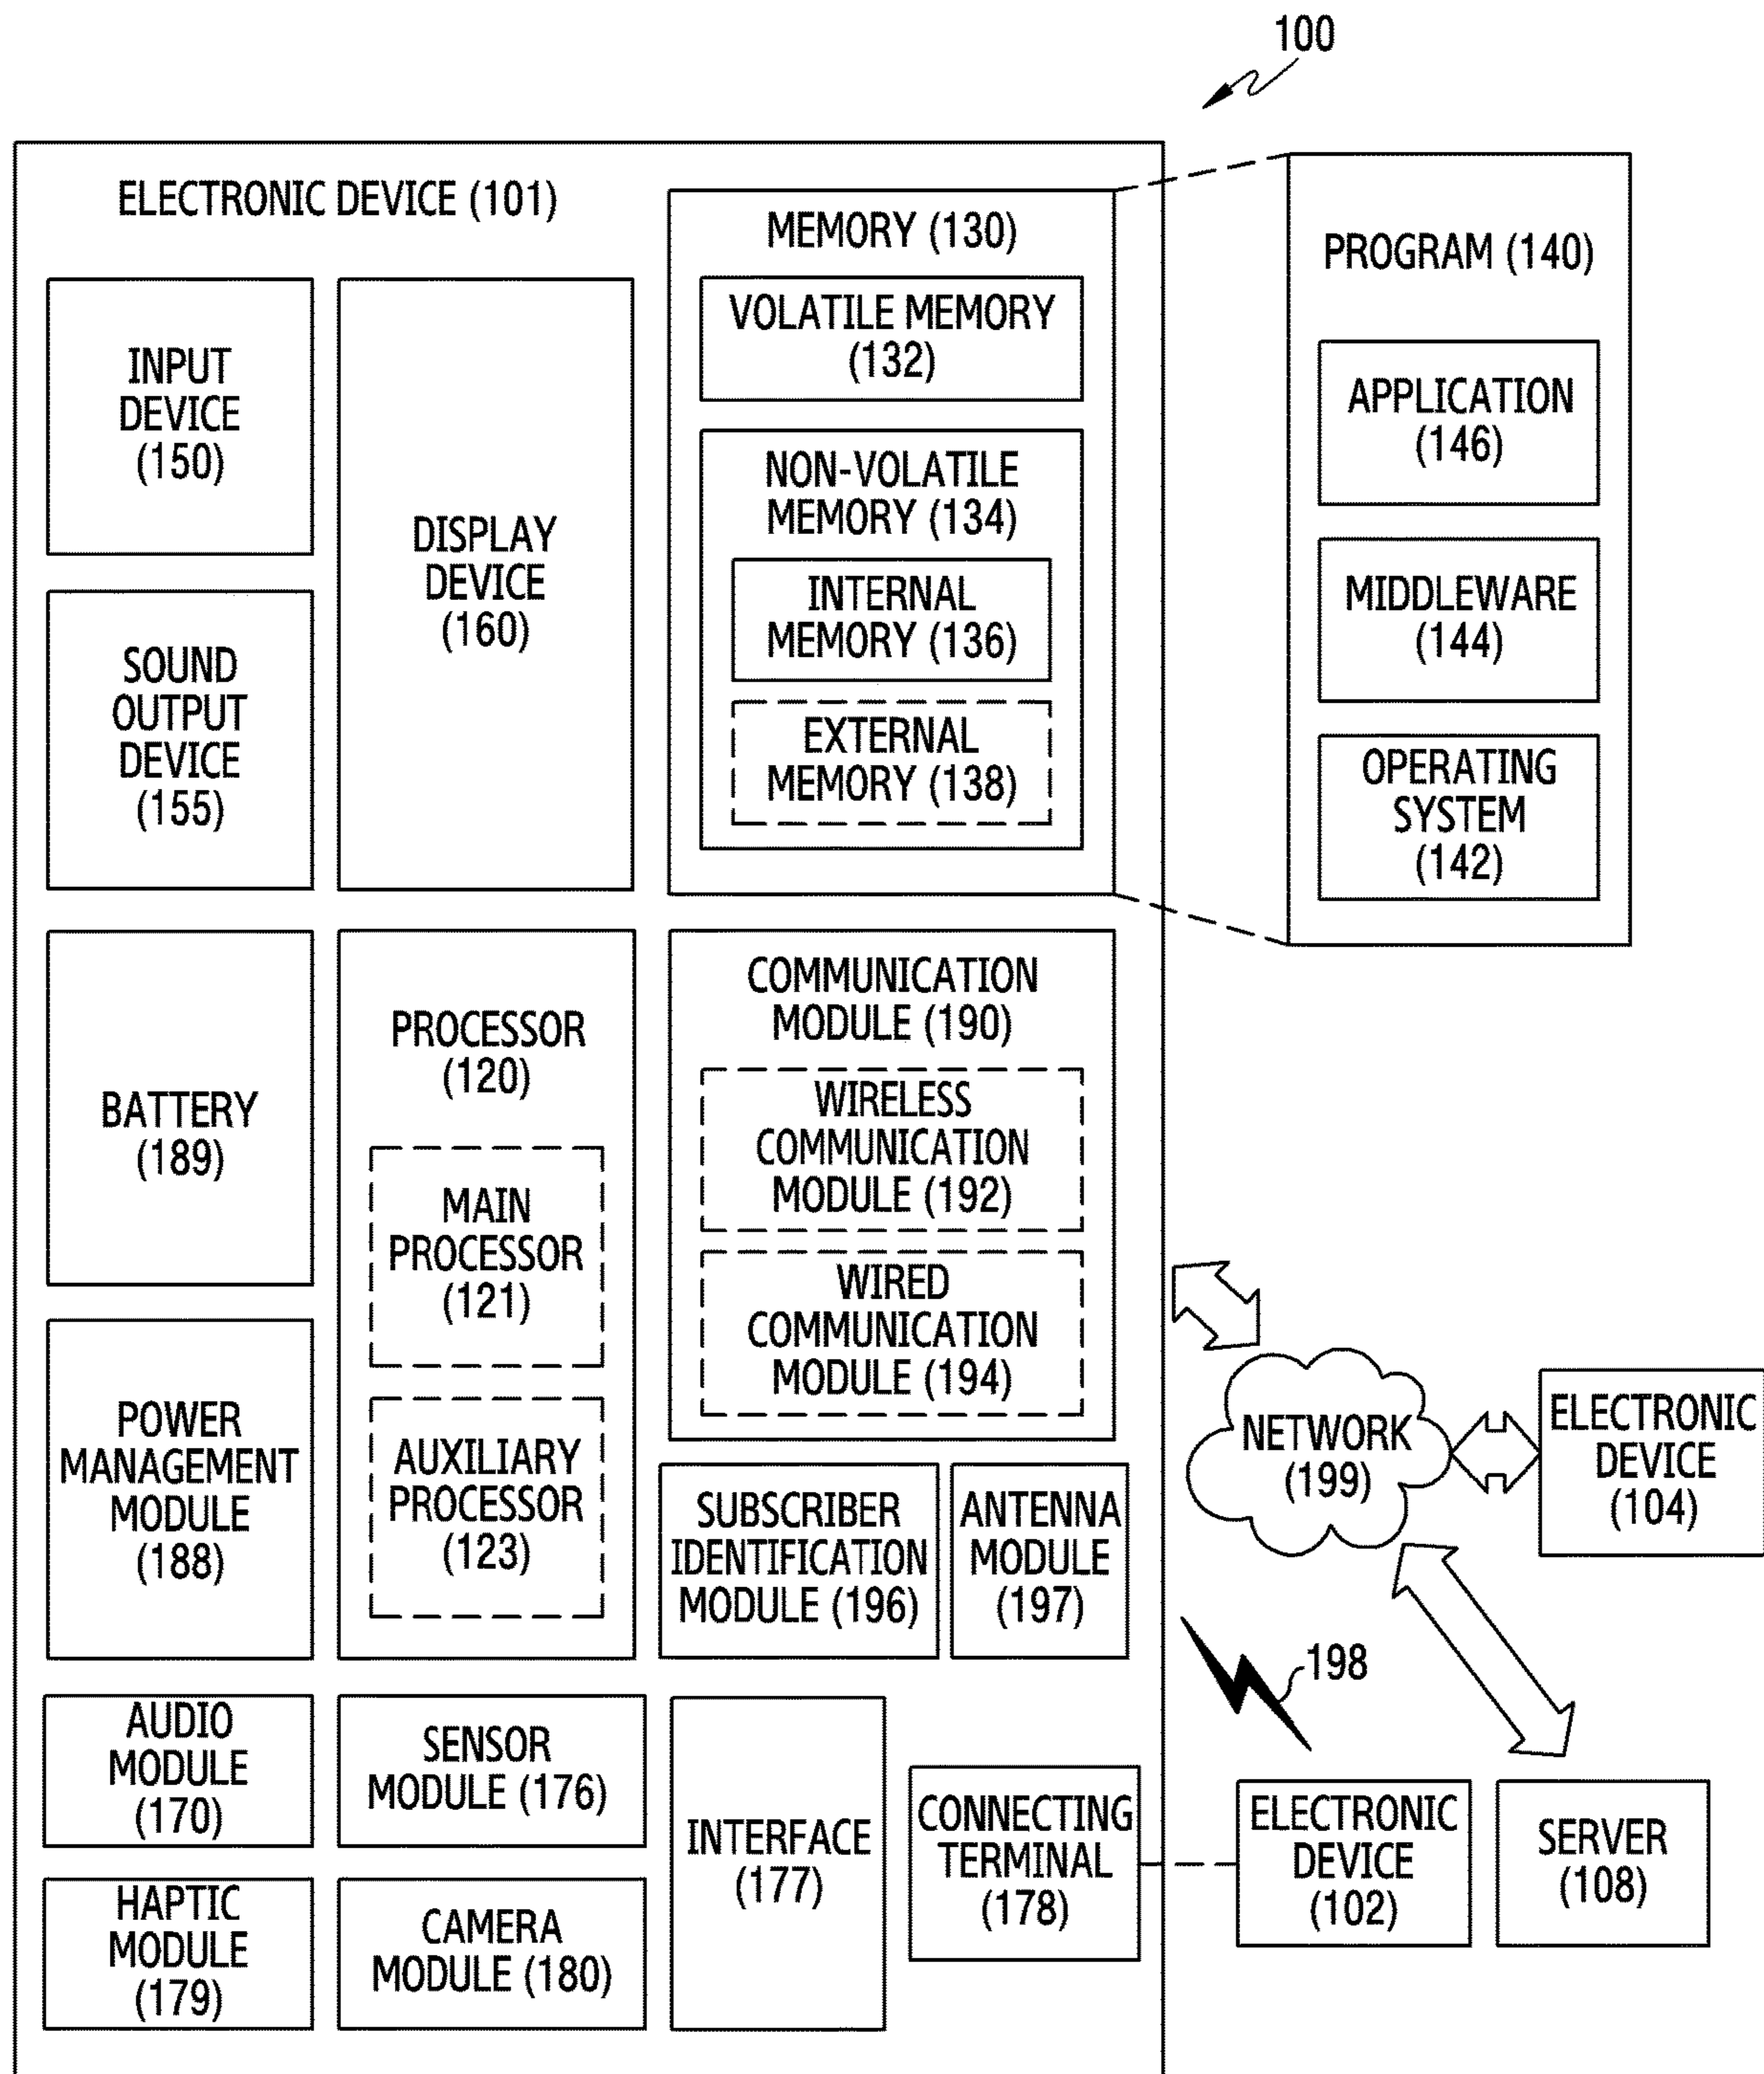 100
ELECTRONIC DEVICE (101)
INPUT
DEVICE
(150)
SOUND
OUTPUT
DEVICE
(155)
DISPLAY
DEVICE
(160)
MEMORY (130)
VOLATILE MEMORY
(132)
NON-VOLATILE
MEMORY (134)
INTERNAL
MEMORY (136)
EXTERNAL
MEMORY (138)
PROGRAM (140)
APPLICATION
(146)
MIDDLEWARE
(144)
OPERATING
SYSTEM
(142)
BATTERY
(189)
POWER
MANAGEMENT
MODULE
(188)
PROCESSOR
(120)
MAIN
PROCESSOR
(121)
AUXILIARY
PROCESSOR
(123)
COMMUNICATION
MODULE (190)
WIRELESS
COMMUNICATION
MODULE (192)
WIRED
COMMUNICATION
MODULE (194)
SUBSCRIBER
IDENTIFICATION
MODULE (196)
ANTENNA
MODULE
(197)
NETWORK
(199)
ELECTRONIC
DEVICE
(104)
198
AUDIO
MODULE
(170)
SENSOR
MODULE (176)
HAPTIC
MODULE
(179)
CAMERA
MODULE (180)
INTERFACE
(177)
CONNECTING
TERMINAL
(178)
ELECTRONIC
DEVICE
(102)
SERVER
(108)